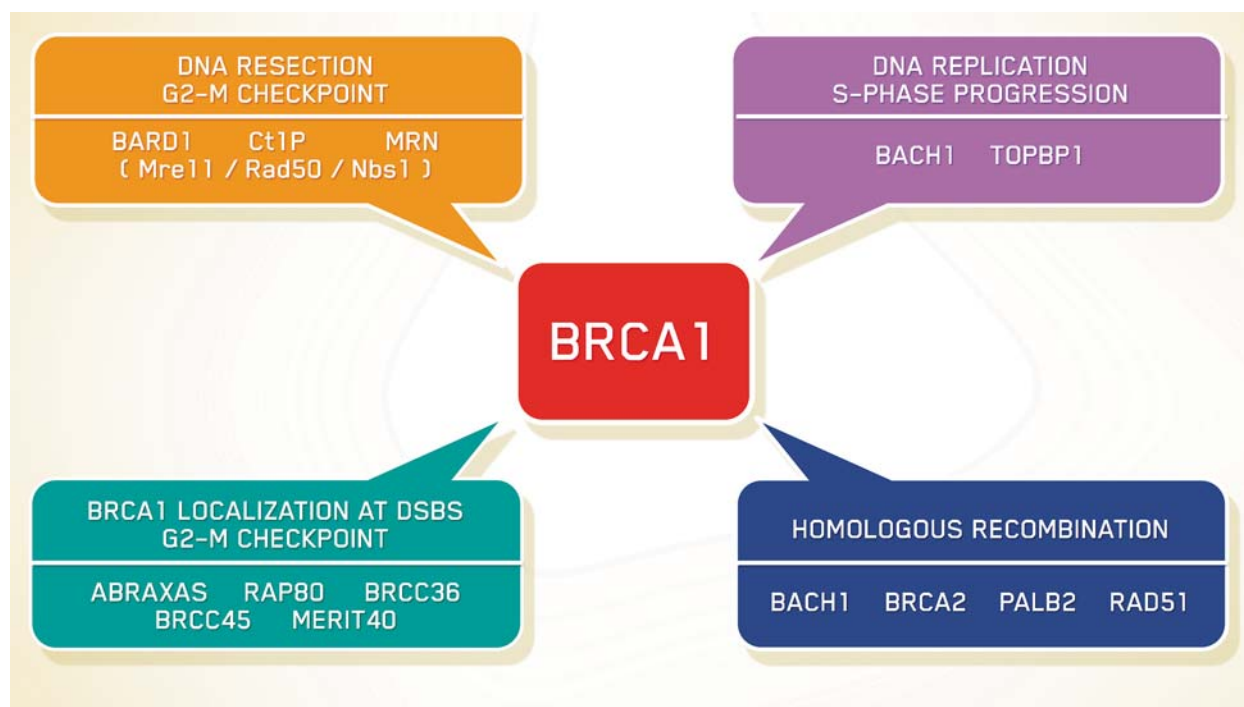 DNA RESECTION
G2-M CHECKPOINT
BARD1 Ct1P MRN
( Mre11 / Rad50 / Nbs1 )
DNA REPLICATION
S-PHASE PROGRESSION
BACH1 TOPBP1
BRCA1
BRCA1 LOCALIZATION AT DSBS
G2-M CHECKPOINT
ABRAXAS RAP80 BRCC36
BRCC45 MERIT40
HOMOLOGOUS RECOMBINATION
BACH1 BRCA2 PALB2 RAD51